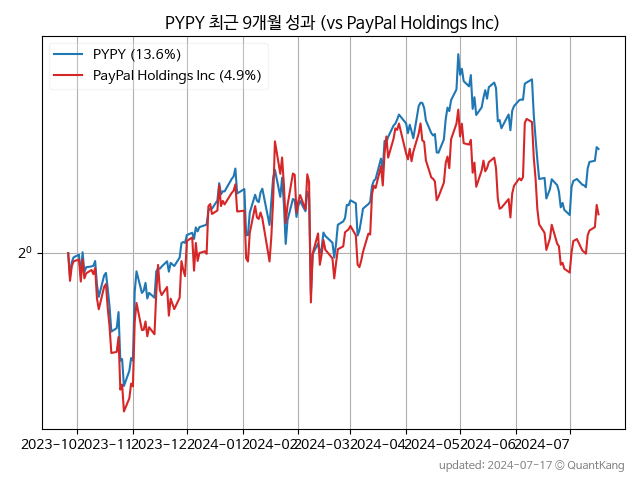 PYPY 최근 9개월 성과 (vs PayPal Holdings Inc)
PYPY (13.6%)
PayPal Holdings Inc (4.9%)
2⁰
2023-10 2023-11 2023-12 2024-01 2024-02 2024-03 2024-04 2024-05 2024-06 2024-07
updated: 2024-07-17 © QuantKang